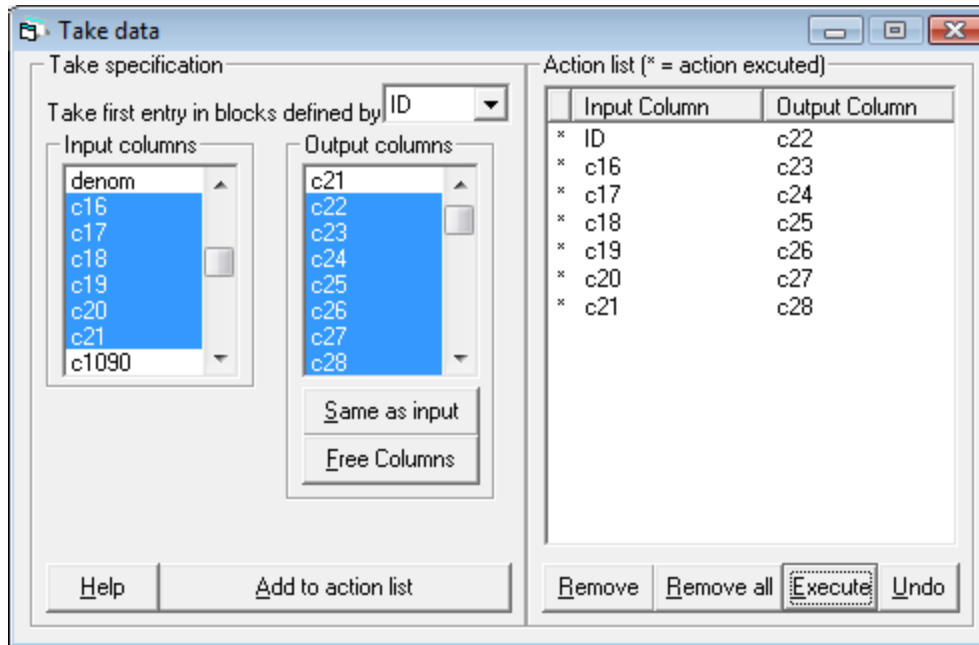 Take data
Take specification
Take first entry in blocks defined by ID
Input columns
denom
c16
c17
c18
c19
c20
c21
c1090
Output columns
c21
c22
c23
c24
c25
c26
c27
c28
Same as input
Free Columns
Help
Add to action list
Action list (* = action excuted)
Input Column Output Column
* ID c22
* c16 c23
* c17 c24
* c18 c25
* c19 c26
* c20 c27
* c21 c28
Remove Remove all Execute Undo